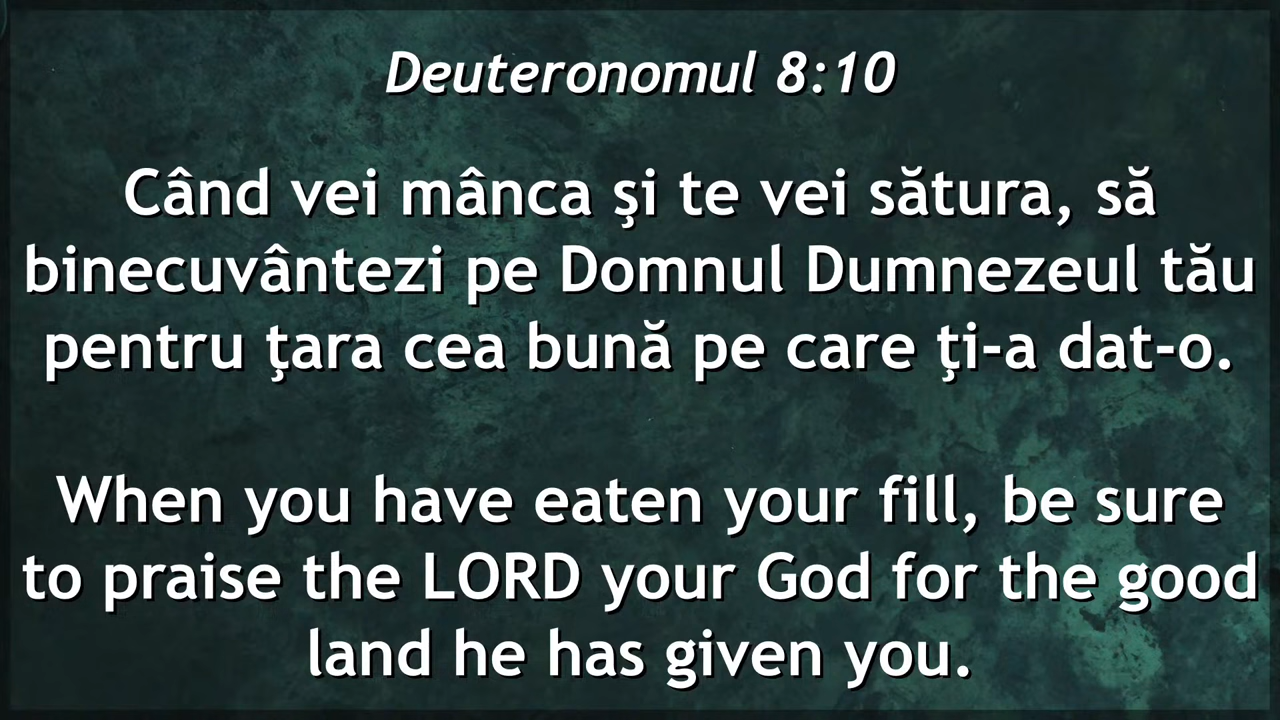 Deuteronomul 8:10
Când vei mânca şi te vei sătura, să
binecuvântezi pe Domnul Dumnezeul tău
pentru ţara cea bună pe care ţi-a dat-o.
When you have eaten your fill, be sure
to praise the LORD your God for the good
land he has given you.